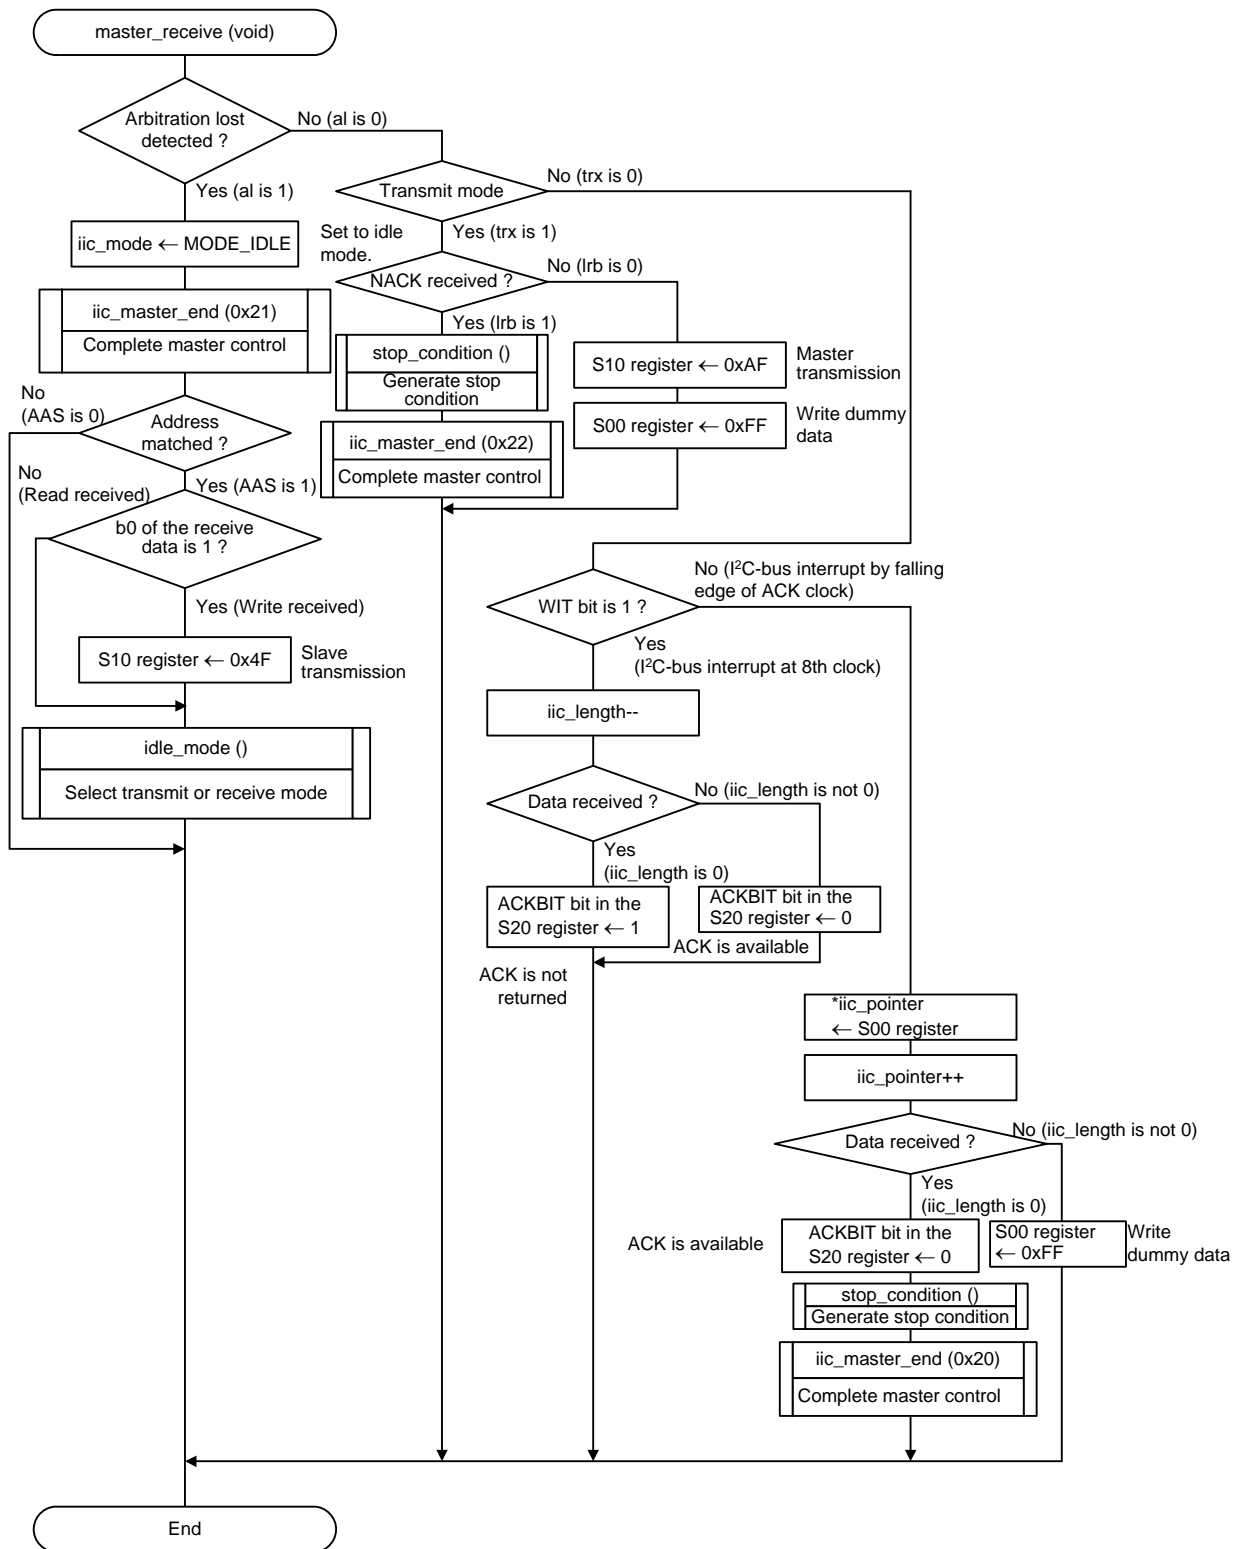 master_receive (void)
Arbitration lost
detected ?
No (al is 0)
Yes (al is 1)
iic_mode ← MODE_IDLE
Set to idle
mode.
iic_master_end (0x21)
Complete master control
No
(AAS is 0)
Address
matched ?
Yes (AAS is 1)
No
(Read received)
b0 of the receive
data is 1 ?
Yes (Write received)
S10 register ← 0x4F
Slave
transmission
idle_mode ()
Select transmit or receive mode
Transmit mode
No (trx is 0)
Yes (trx is 1)
NACK received ?
No (lrb is 0)
Yes (lrb is 1)
stop_condition ()
Generate stop
condition
iic_master_end (0x22)
Complete master control
S10 register ← 0xAF
Master
transmission
S00 register ← 0xFF
Write dummy
data
WIT bit is 1 ?
No (I²C-bus interrupt by falling
edge of ACK clock)
Yes
(I²C-bus interrupt at 8th clock)
iic_length--
Data received ?
No (iic_length is not 0)
Yes
(iic_length is 0)
ACKBIT bit in the
S20 register ← 1
ACKBIT bit in the
S20 register ← 0
ACK is available
ACK is not
returned
*iic_pointer
← S00 register
iic_pointer++
Data received ?
No (iic_length is not 0)
Yes
(iic_length is 0)
ACK is available
ACKBIT bit in the
S20 register ← 0
S00 register
← 0xFF
Write
dummy data
stop_condition ()
Generate stop condition
iic_master_end (0x20)
Complete master control
End